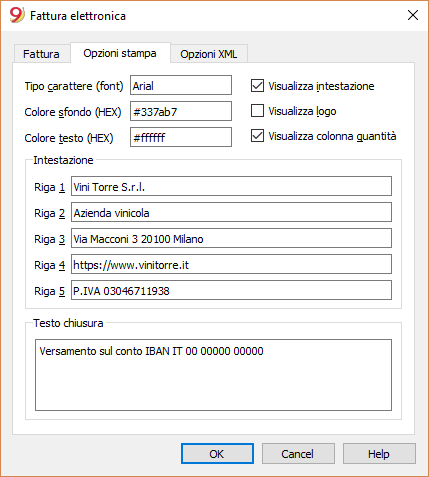 Fattura elettronica
Fattura Opzioni stampa Opzioni XML
Tipo carattere (font) Arial Visualizza intestazione
Colore sfondo (HEX) #337ab7 Visualizza logo
Colore testo (HEX) #ffffff Visualizza colonna quantità
Intestazione
Riga 1 Vini Torre S.r.l.
Riga 2 Azienda vinicola
Riga 3 Via Macconi 3 20100 Milano
Riga 4 https://www.vinitorre.it
Riga 5 P.IVA 03046711938
Testo chiusura
Versamento sul conto IBAN IT 00 00000 00000
OK Cancel Help